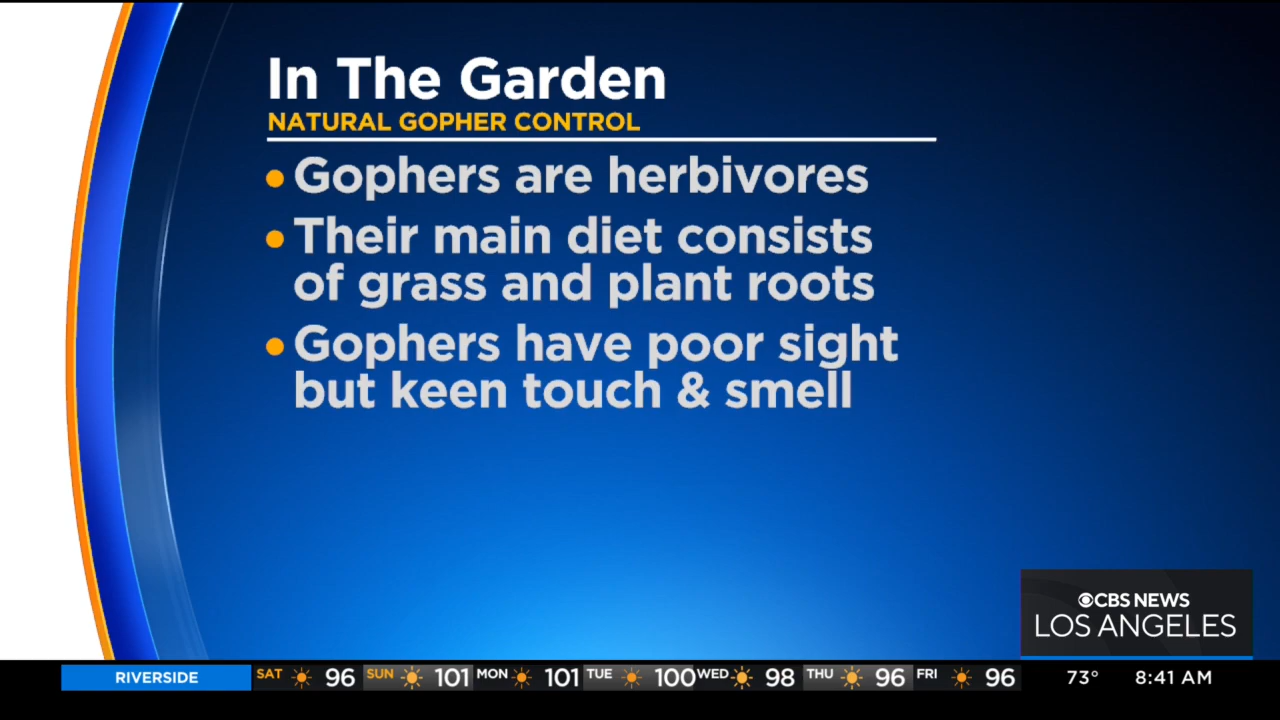 In The Garden
NATURAL GOPHER CONTROL
• Gophers are herbivores
• Their main diet consists
of grass and plant roots
• Gophers have poor sight
but keen touch & smell
CBS NEWS
LOS ANGELES
RIVERSIDE SAT 96 SUN 101 MON 101 TUE 100 WED 98 THU 96 FRI 96 73° 8:41 AM